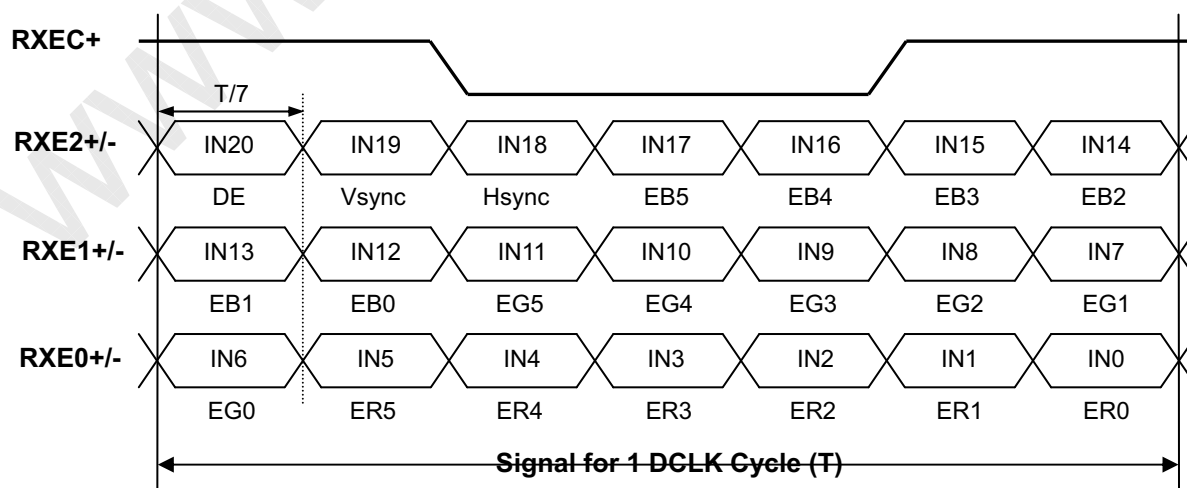 RXEC+
T/7
RXE2+/- IN20 IN19 IN18 IN17 IN16 IN15 IN14
DE Vsync Hsync EB5 EB4 EB3 EB2
RXE1+/- IN13 IN12 IN11 IN10 IN9 IN8 IN7
EB1 EB0 EG5 EG4 EG3 EG2 EG1
RXE0+/- IN6 IN5 IN4 IN3 IN2 IN1 IN0
EG0 ER5 ER4 ER3 ER2 ER1 ER0
Signal for 1 DCLK Cycle (T)